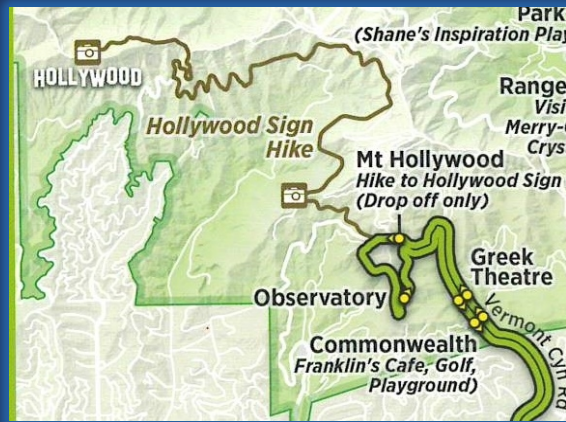 Park
(Shane's Inspiration Play
HOLLYWOOD
Range
Visi
Merry-G
Crys
Hollywood Sign
Hike
Mt Hollywood
Hike to Hollywood Sign
(Drop off only)
Greek
Theatre
Observatory
Vermont Cyn Rd
Commonwealth
Franklin's Cafe, Golf,
Playground)